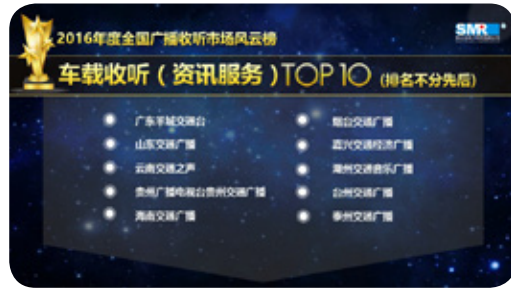 2016年度全国广播收听市场风云榜
SMR
车载收听（资讯服务）TOP 10（排名不分先后）
广东羊城交通台
山东交通广播
云南交通之声
贵州广播电视台贵州交通广播
海南交通广播
烟台交通广播
嘉兴交通经济广播
湖州交通音乐广播
台州交通广播
泰州交通广播